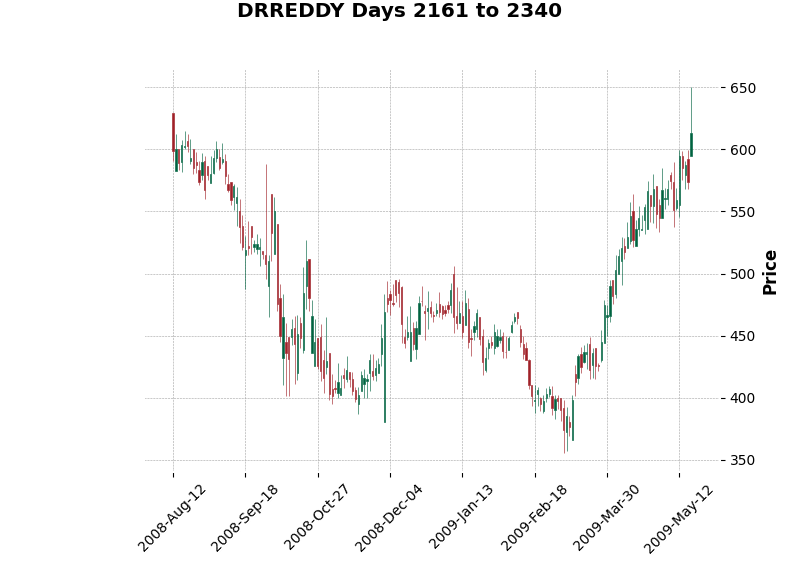 DRREDDY Days 2161 to 2340
650
600
550
500
450
400
350
Price
2008-Aug-12
2008-Sep-18
2008-Oct-27
2008-Dec-04
2009-Jan-13
2009-Feb-18
2009-Mar-30
2009-May-12